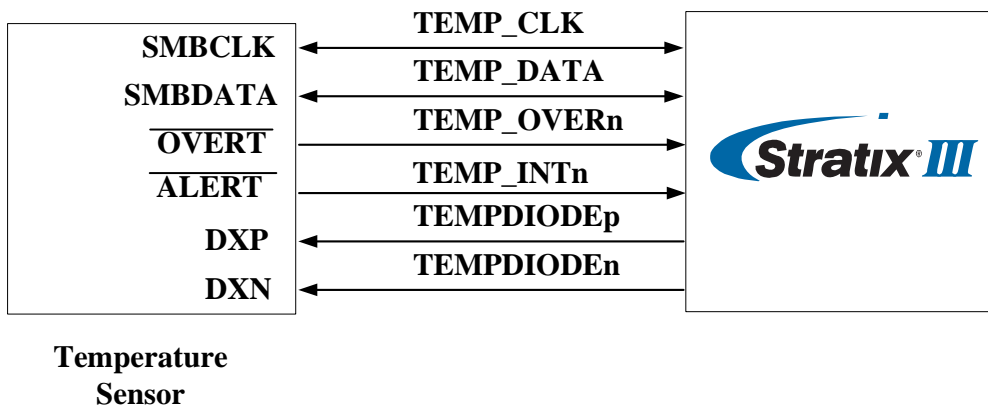 TEMP_CLK
SMBCLK
TEMP_DATA
SMBDATA
TEMP_OVERn
OVERT
TEMP_INTn
ALERT
TEMPDIODEp
DXP
TEMPDIODEn
DXN
Stratix® III
Temperature
Sensor